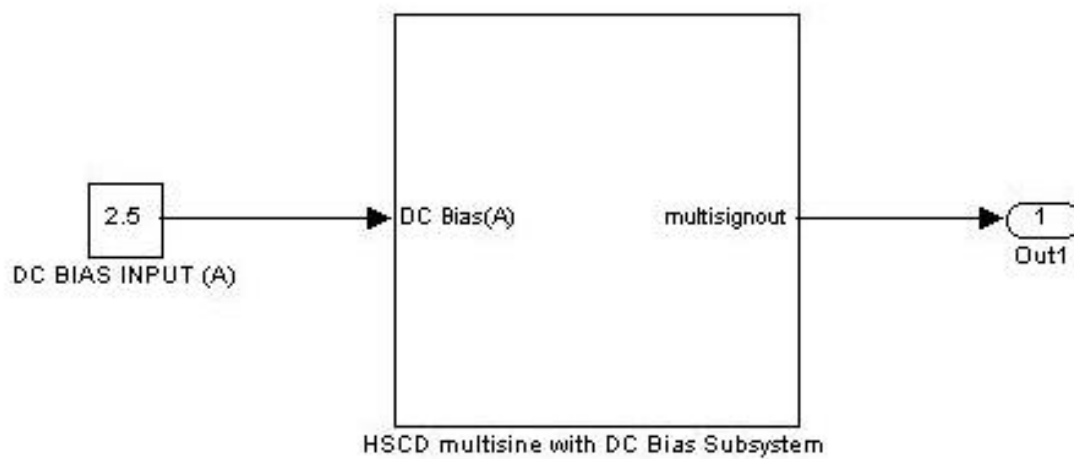 2.5
DC BIAS INPUT (A)
DC Bias(A)
multisignout
HSCD multisine with DC Bias Subsystem
1
Out1